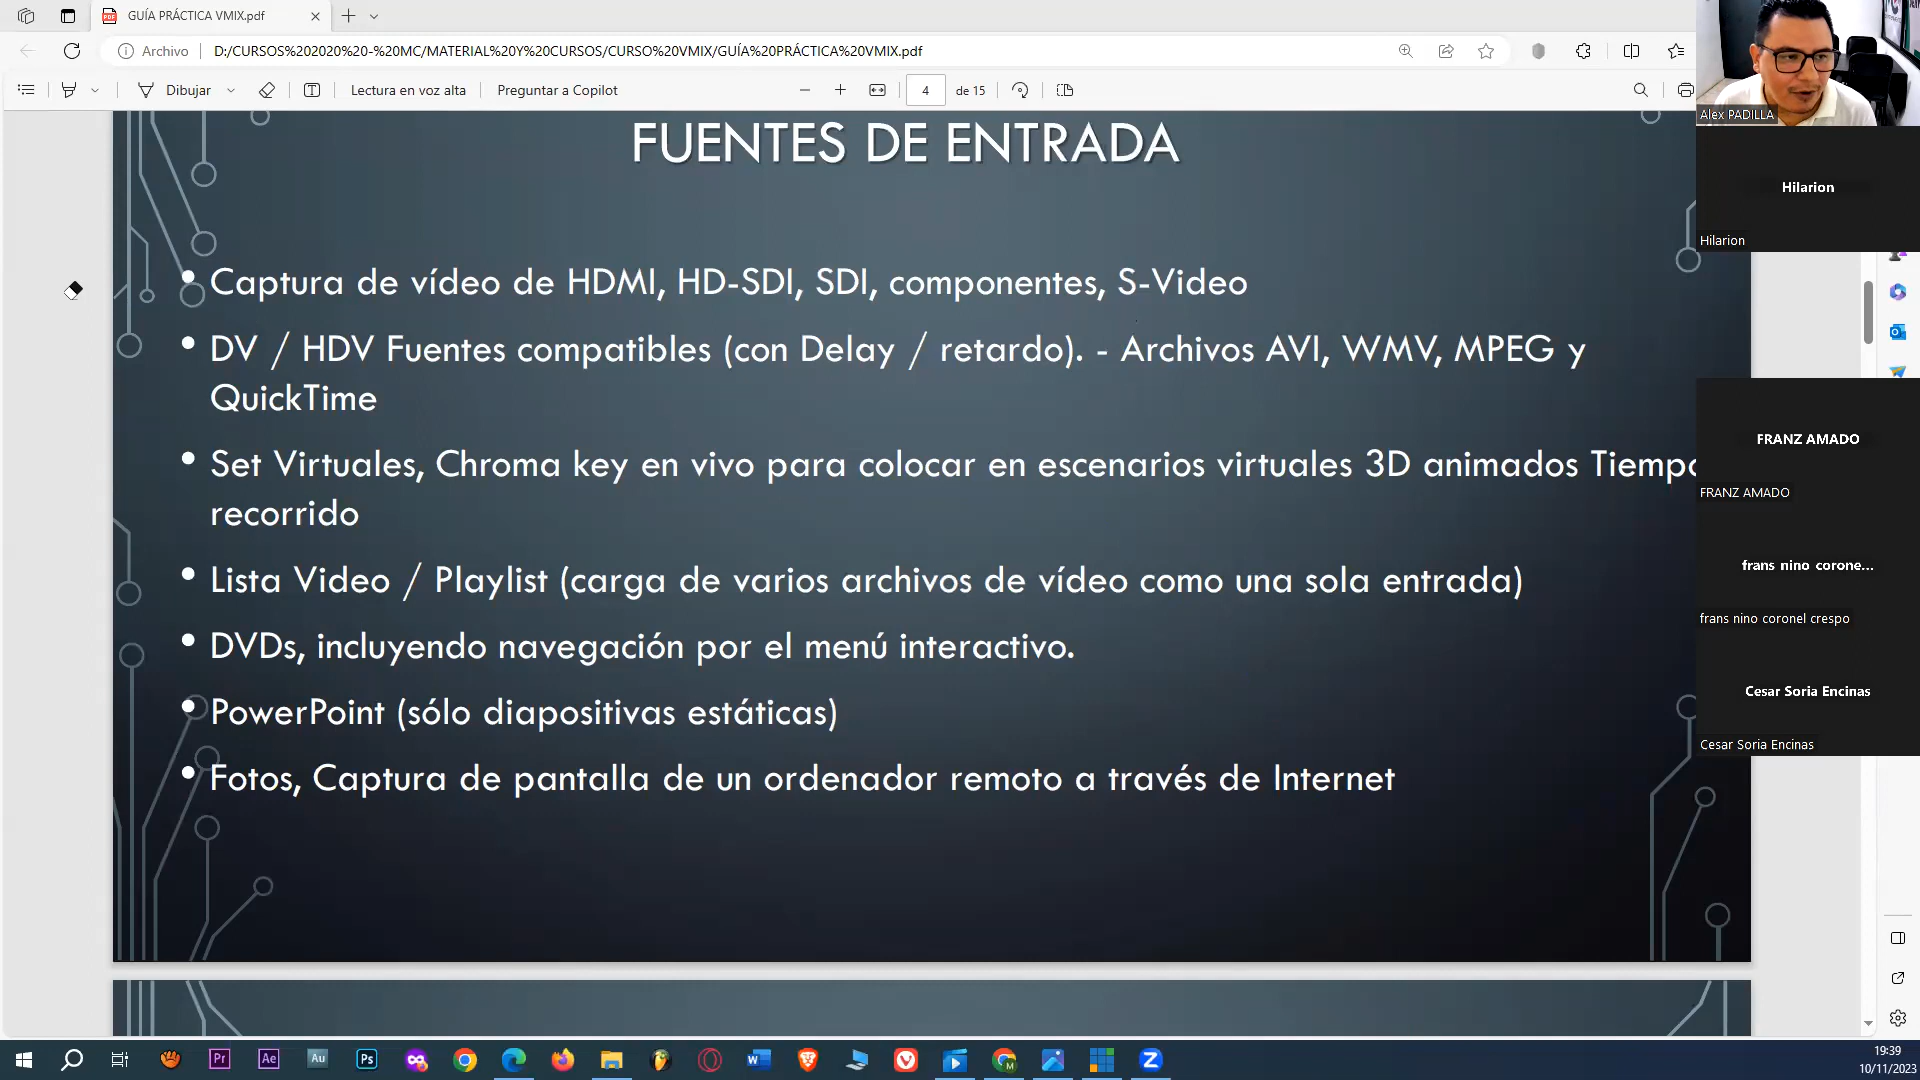 GUÍA PRÁCTICA VMIX.pdf
Archivo
D:/CURSOS%202020%20-%20MC/MATERIAL%20Y%20CURSOS/CURSO%20VMIX/GUÍA%20PRÁCTICA%20VMIX.pdf
Dibujar
Lectura en voz alta
Preguntar a Copilot
4
de 15
FUENTES DE ENTRADA
• Captura de vídeo de HDMI, HD-SDI, SDI, componentes, S-Video
• DV / HDV Fuentes compatibles (con Delay / retardo). - Archivos AVI, WMV, MPEG y
QuickTime
• Set Virtuales, Chroma key en vivo para colocar en escenarios virtuales 3D animados Tiempo
recorrido
• Lista Video / Playlist (carga de varios archivos de vídeo como una sola entrada)
• DVDs, incluyendo navegación por el menú interactivo.
• PowerPoint (sólo diapositivas estáticas)
• Fotos, Captura de pantalla de un ordenador remoto a través de Internet
Alex PADILLA
Hilarion
Hilarion
FRANZ AMADO
FRANZ AMADO
frans nino corone...
frans nino coronel crespo
Cesar Soria Encinas
Cesar Soria Encinas
Pr
Ae
Au
Ps
19:39
10/11/2023